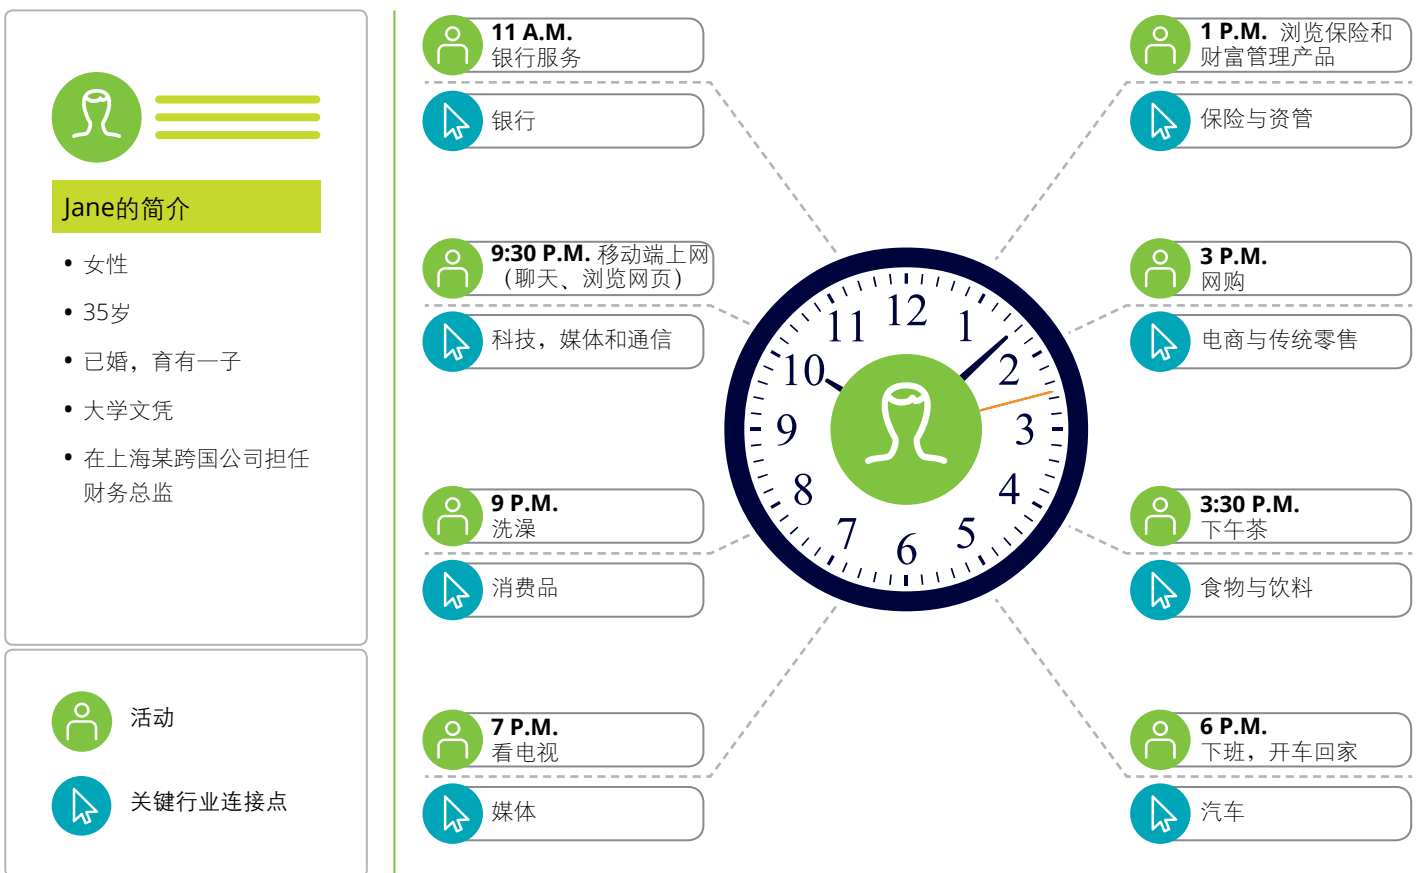 Jane的简介
• 女性
• 35岁
• 已婚，育有一子
• 大学文凭
• 在上海某跨国公司担任
财务总监
活动
关键行业连接点
11 A.M.
银行服务
银行
9:30 P.M. 移动端上网
（聊天、浏览网页）
科技，媒体和通信
9 P.M.
洗澡
消费品
7 P.M.
看电视
媒体
12
1
2
3
4
5
6
7
8
9
10
11
1 P.M. 浏览保险和
财富管理产品
保险与资管
3 P.M.
网购
电商与传统零售
3:30 P.M.
下午茶
食物与饮料
6 P.M.
下班，开车回家
汽车